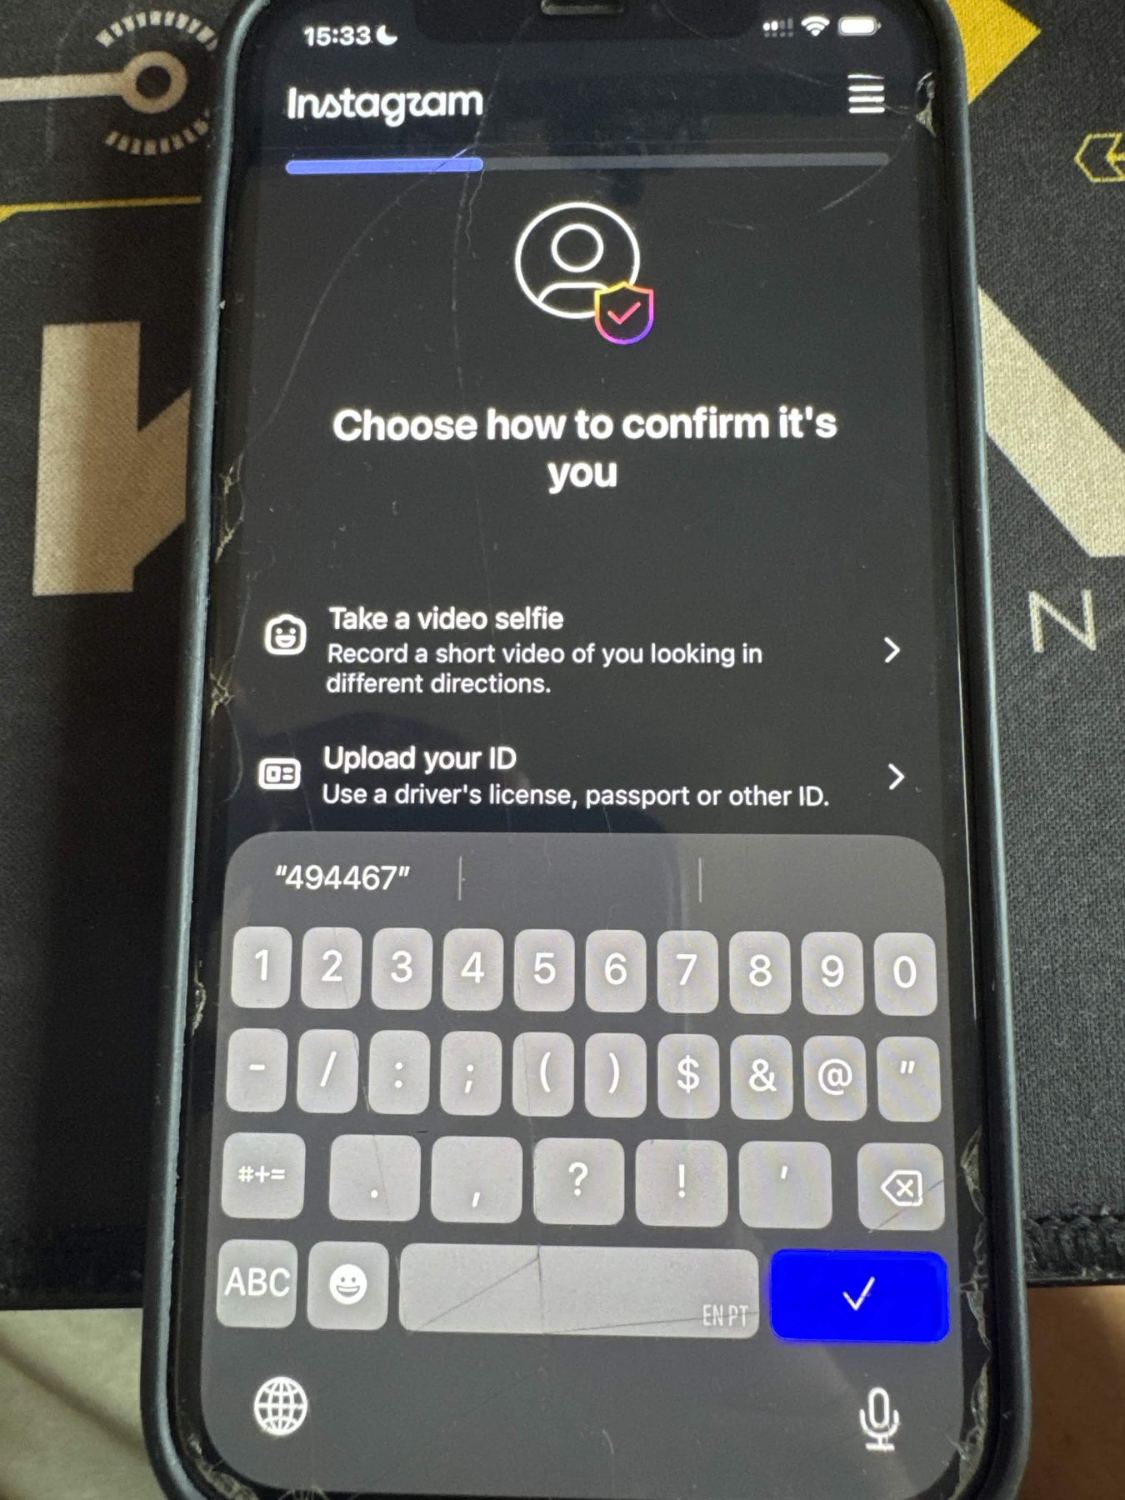 15:33
Instagram
Choose how to confirm it's
you
Take a video selfie
Record a short video of you looking in
different directions.
Upload your ID
Use a driver's license, passport or other ID.
“494467”
1 2 3 4 5 6 7 8 9 0
- / : ; ( ) $ & @ "
#+= . , ? ! '
ABC EN PT
N